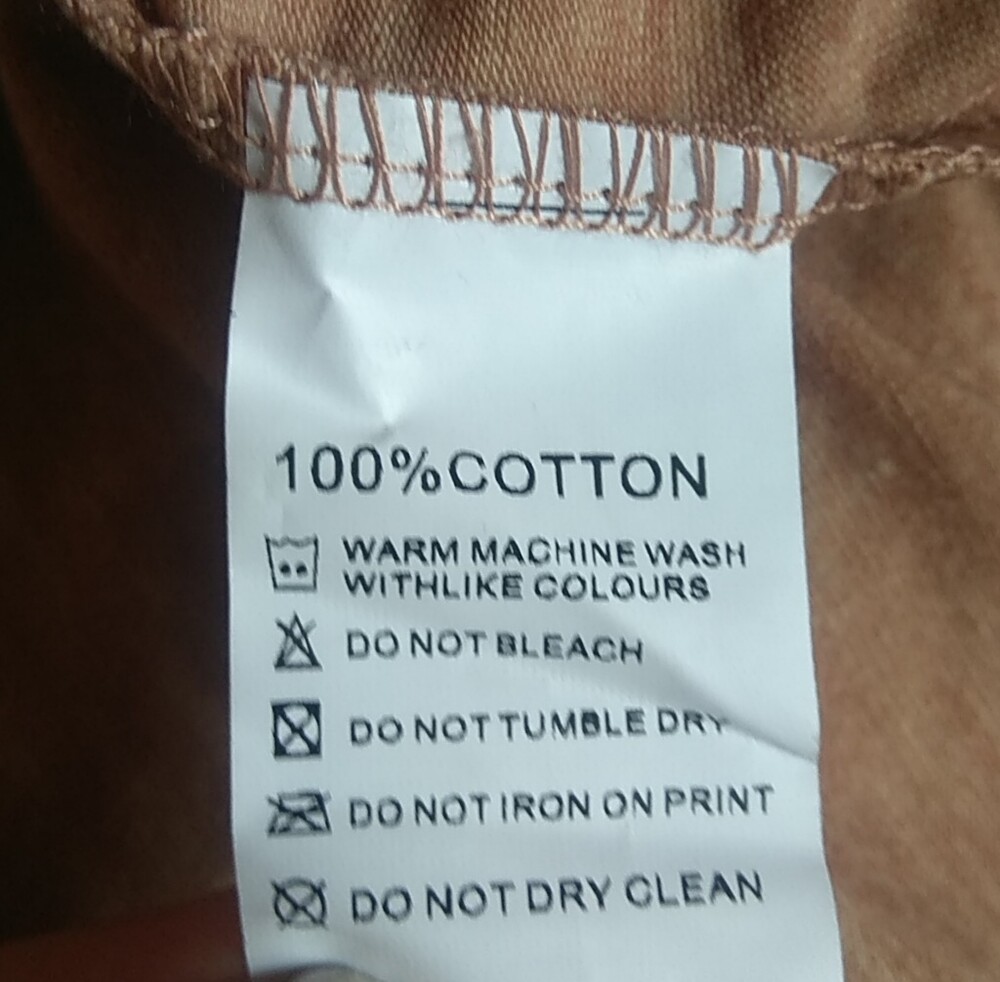 100%COTTON
WARM MACHINE WASH
WITHLIKE COLOURS
DO NOT BLEACH
DO NOT TUMBLE DRY
DO NOT IRON ON PRINT
DO NOT DRY CLEAN